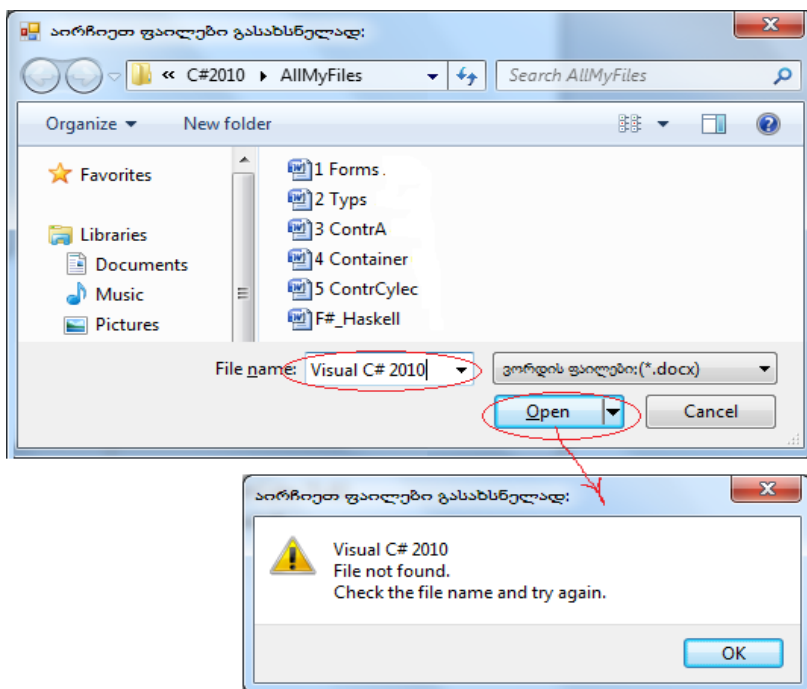 აირჩიეთ ფაილები გასახსნელად:
« C#2010 ▸ AllMyFiles
Search AllMyFiles
Organize
New folder
Favorites
Libraries
Documents
Music
Pictures
1 Forms
2 Typs
3 ContrA
4 Container
5 ContrCylec
F#_Haskell
File name: Visual C# 2010
ვორდის ფაილები:(*.docx)
Open
Cancel
აირჩიეთ ფაილები გასახსნელად:
Visual C# 2010
File not found.
Check the file name and try again.
OK